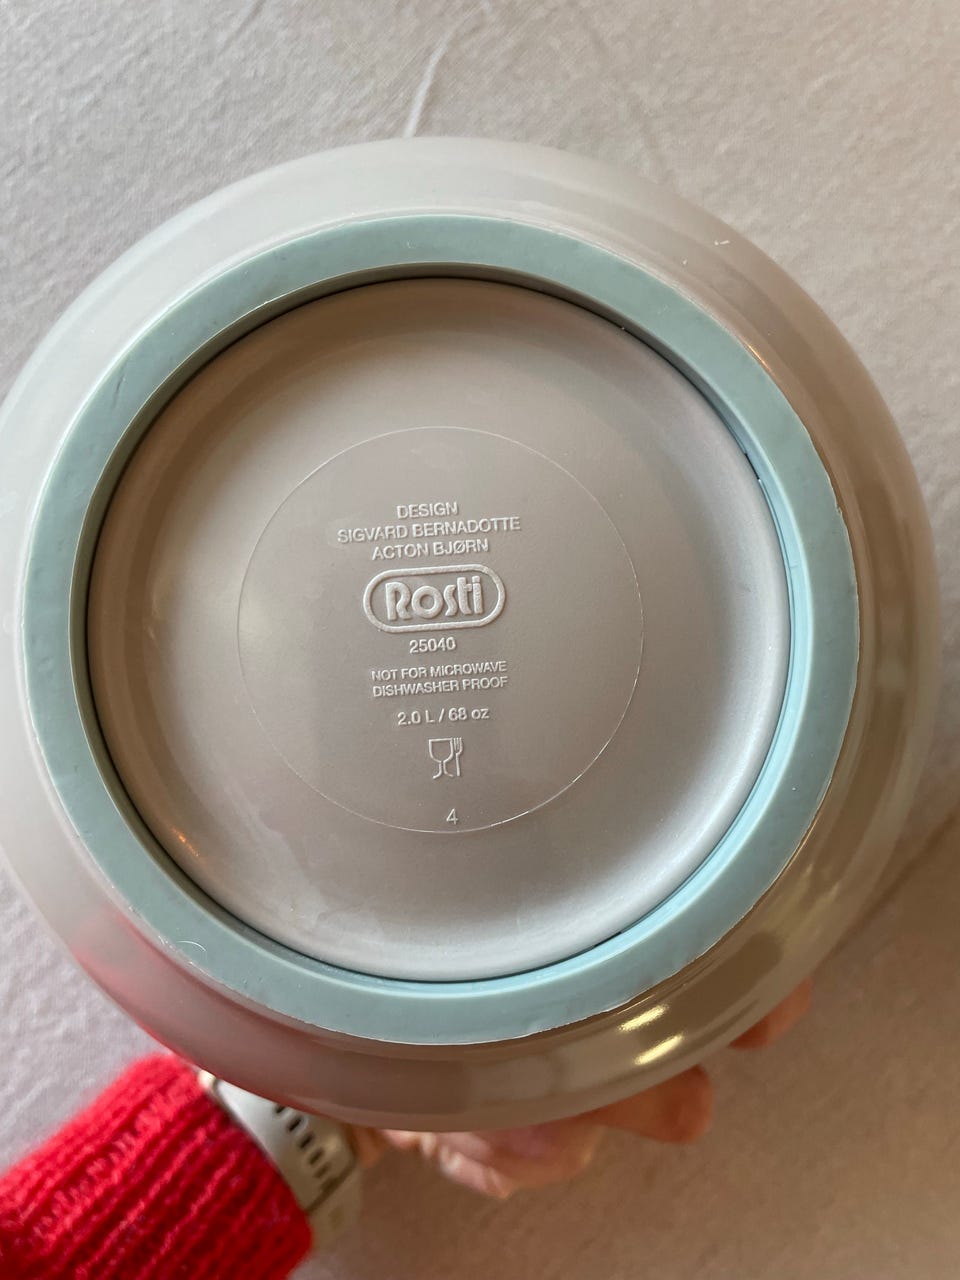 DESIGN
SIGVARD BERNADOTTE
ACTON BJØRN
Rosti
25040
NOT FOR MICROWAVE
DISHWASHER PROOF
2.0 L / 68 oz
4